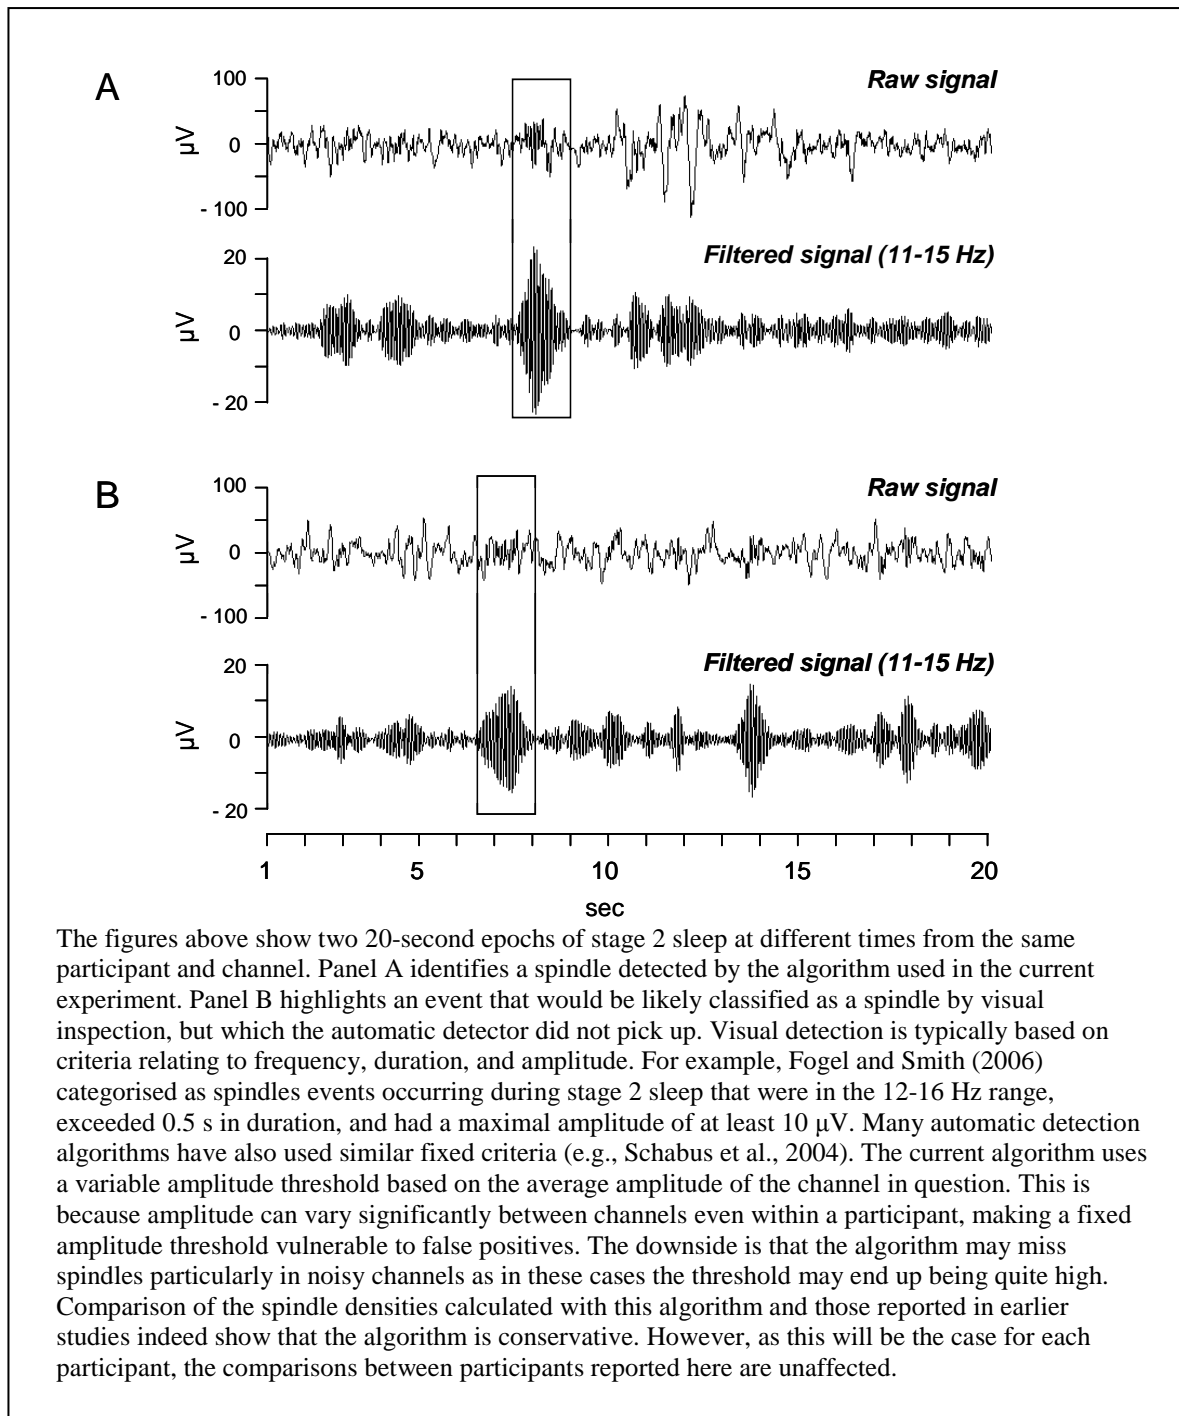 A
100
Raw signal
µV
0
- 100
20
Filtered signal (11-15 Hz)
µV
0
- 20
B
100
Raw signal
µV
0
- 100
20
Filtered signal (11-15 Hz)
µV
0
- 20
1 5 10 15 20
sec
The figures above show two 20-second epochs of stage 2 sleep at different times from the same
participant and channel. Panel A identifies a spindle detected by the algorithm used in the current
experiment. Panel B highlights an event that would be likely classified as a spindle by visual
inspection, but which the automatic detector did not pick up. Visual detection is typically based on
criteria relating to frequency, duration, and amplitude. For example, Fogel and Smith (2006)
categorised as spindles events occurring during stage 2 sleep that were in the 12-16 Hz range,
exceeded 0.5 s in duration, and had a maximal amplitude of at least 10 µV. Many automatic detection
algorithms have also used similar fixed criteria (e.g., Schabus et al., 2004). The current algorithm uses
a variable amplitude threshold based on the average amplitude of the channel in question. This is
because amplitude can vary significantly between channels even within a participant, making a fixed
amplitude threshold vulnerable to false positives. The downside is that the algorithm may miss
spindles particularly in noisy channels as in these cases the threshold may end up being quite high.
Comparison of the spindle densities calculated with this algorithm and those reported in earlier
studies indeed show that the algorithm is conservative. However, as this will be the case for each
participant, the comparisons between participants reported here are unaffected.